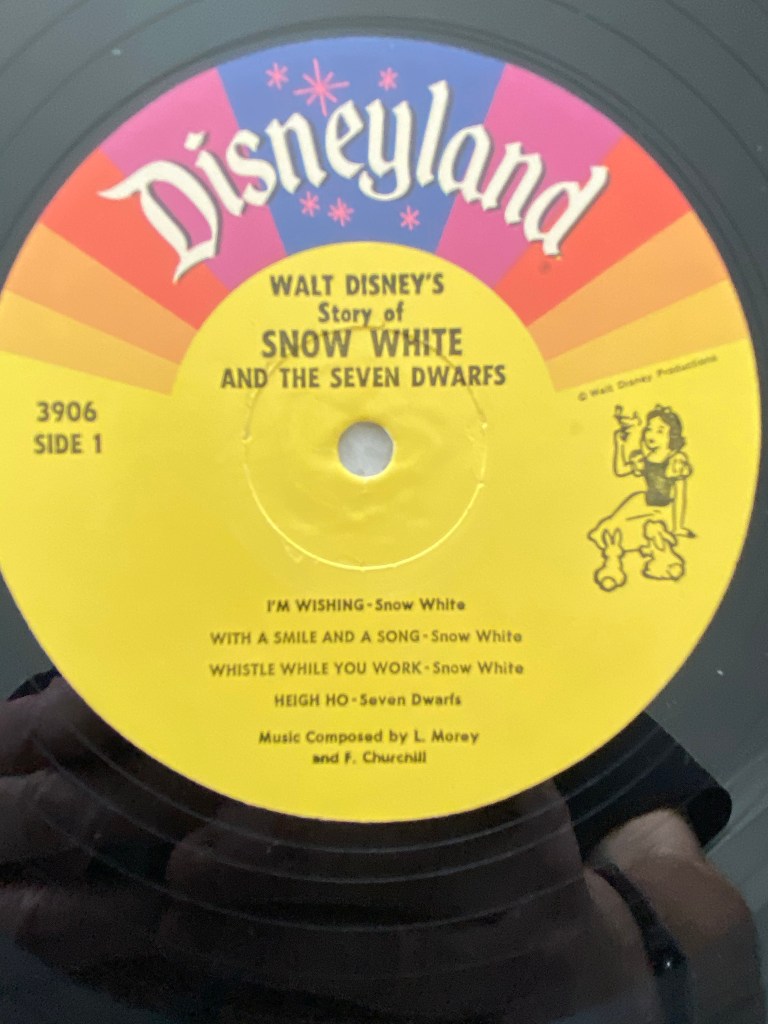 Disneyland
WALT DISNEY'S
Story of
SNOW WHITE
AND THE SEVEN DWARFS
© Walt Disney Productions
3906
SIDE 1
I'M WISHING-Snow White
WITH A SMILE AND A SONG-Snow White
WHISTLE WHILE YOU WORK-Snow White
HEIGH HO-Seven Dwarfs
Music Composed by L. Morey
and F. Churchill